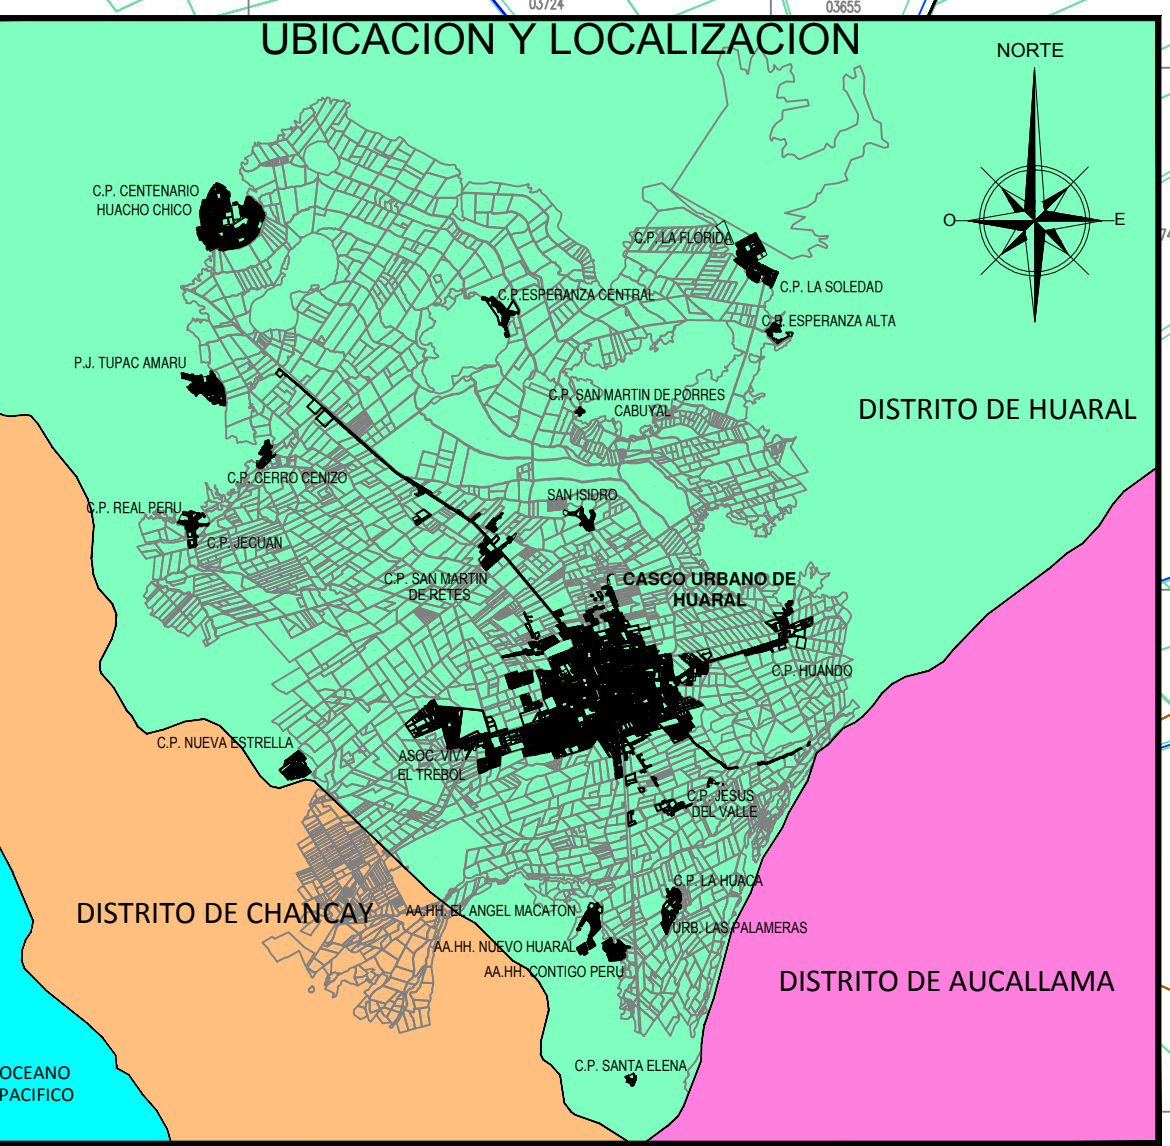 03724
03655
UBICACION Y LOCALIZACION
NORTE
O
E
C.P. CENTENARIO
HUACHO CHICO
C.P. LA FLORIDA
C.P. LA SOLEDAD
C.P.ESPERANZA CENTRAL
C.P. ESPERANZA ALTA
P.J. TUPAC AMARU
C.P. SAN MARTIN DE PORRES
CABUYAL
DISTRITO DE HUARAL
C.P. CERRO CENIZO
SAN ISIDRO
C.P. REAL PERU
C.P. JECUAN
C.P. SAN MARTIN
DE RETES
CASCO URBANO DE
HUARAL
C.P. HUANDO
C.P. NUEVA ESTRELLA
ASOC. VIV.
EL TREBOL
C.P. JESUS
DEL VALLE
C.P. LA HUACA
DISTRITO DE CHANCAY
AA.HH. EL ANGEL MACATON
URB. LAS PALAMERAS
AA.HH. NUEVO HUARAL
AA.HH. CONTIGO PERU
DISTRITO DE AUCALLAMA
C.P. SANTA ELENA
OCEANO
PACIFICO